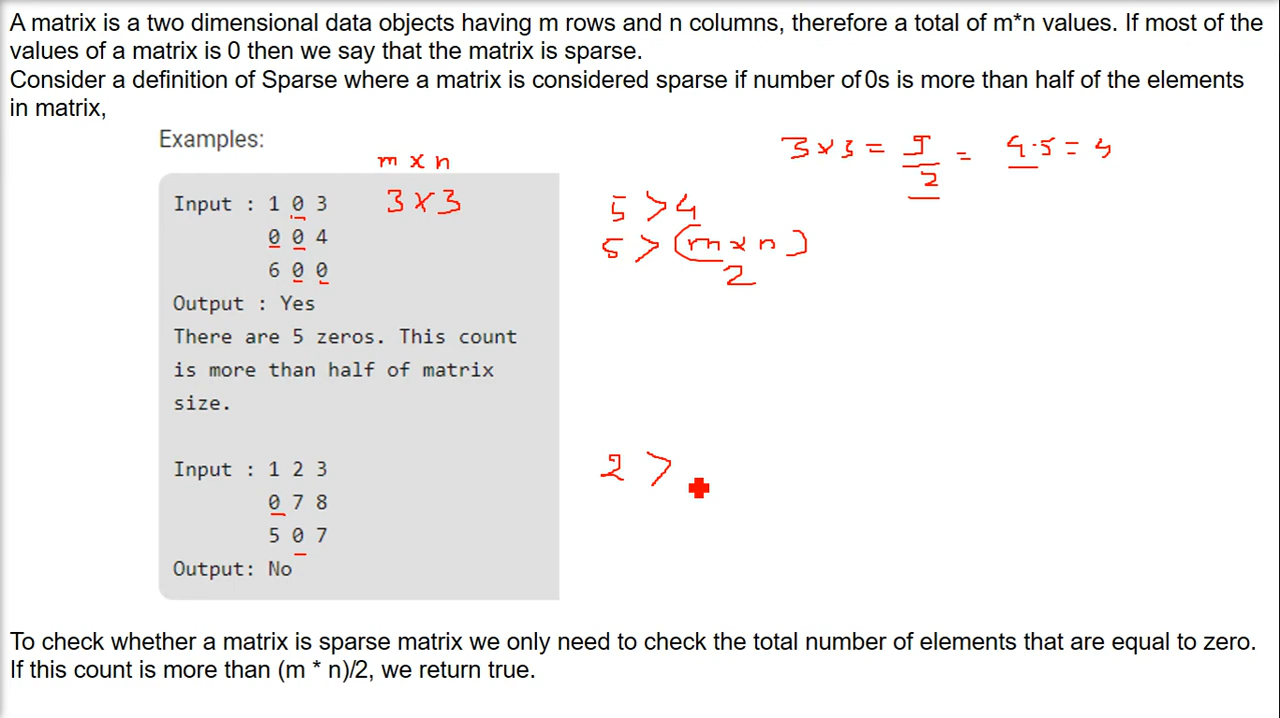 A matrix is a two dimensional data objects having m rows and n columns, therefore a total of m*n values. If most of the
values of a matrix is 0 then we say that the matrix is sparse.
Consider a definition of Sparse where a matrix is considered sparse if number of 0s is more than half of the elements
in matrix,
Examples:
m x n
3 x 3 = 9/2 = 4.5 = 4
Input : 1 0 3
3 x 3
5 > 4
0 0 4
5 > (m x n)
2
6 0 0
Output : Yes
There are 5 zeros. This count
is more than half of matrix
size.
Input : 1 2 3
2 >
0 7 8
5 0 7
Output: No
To check whether a matrix is sparse matrix we only need to check the total number of elements that are equal to zero.
If this count is more than (m * n)/2, we return true.